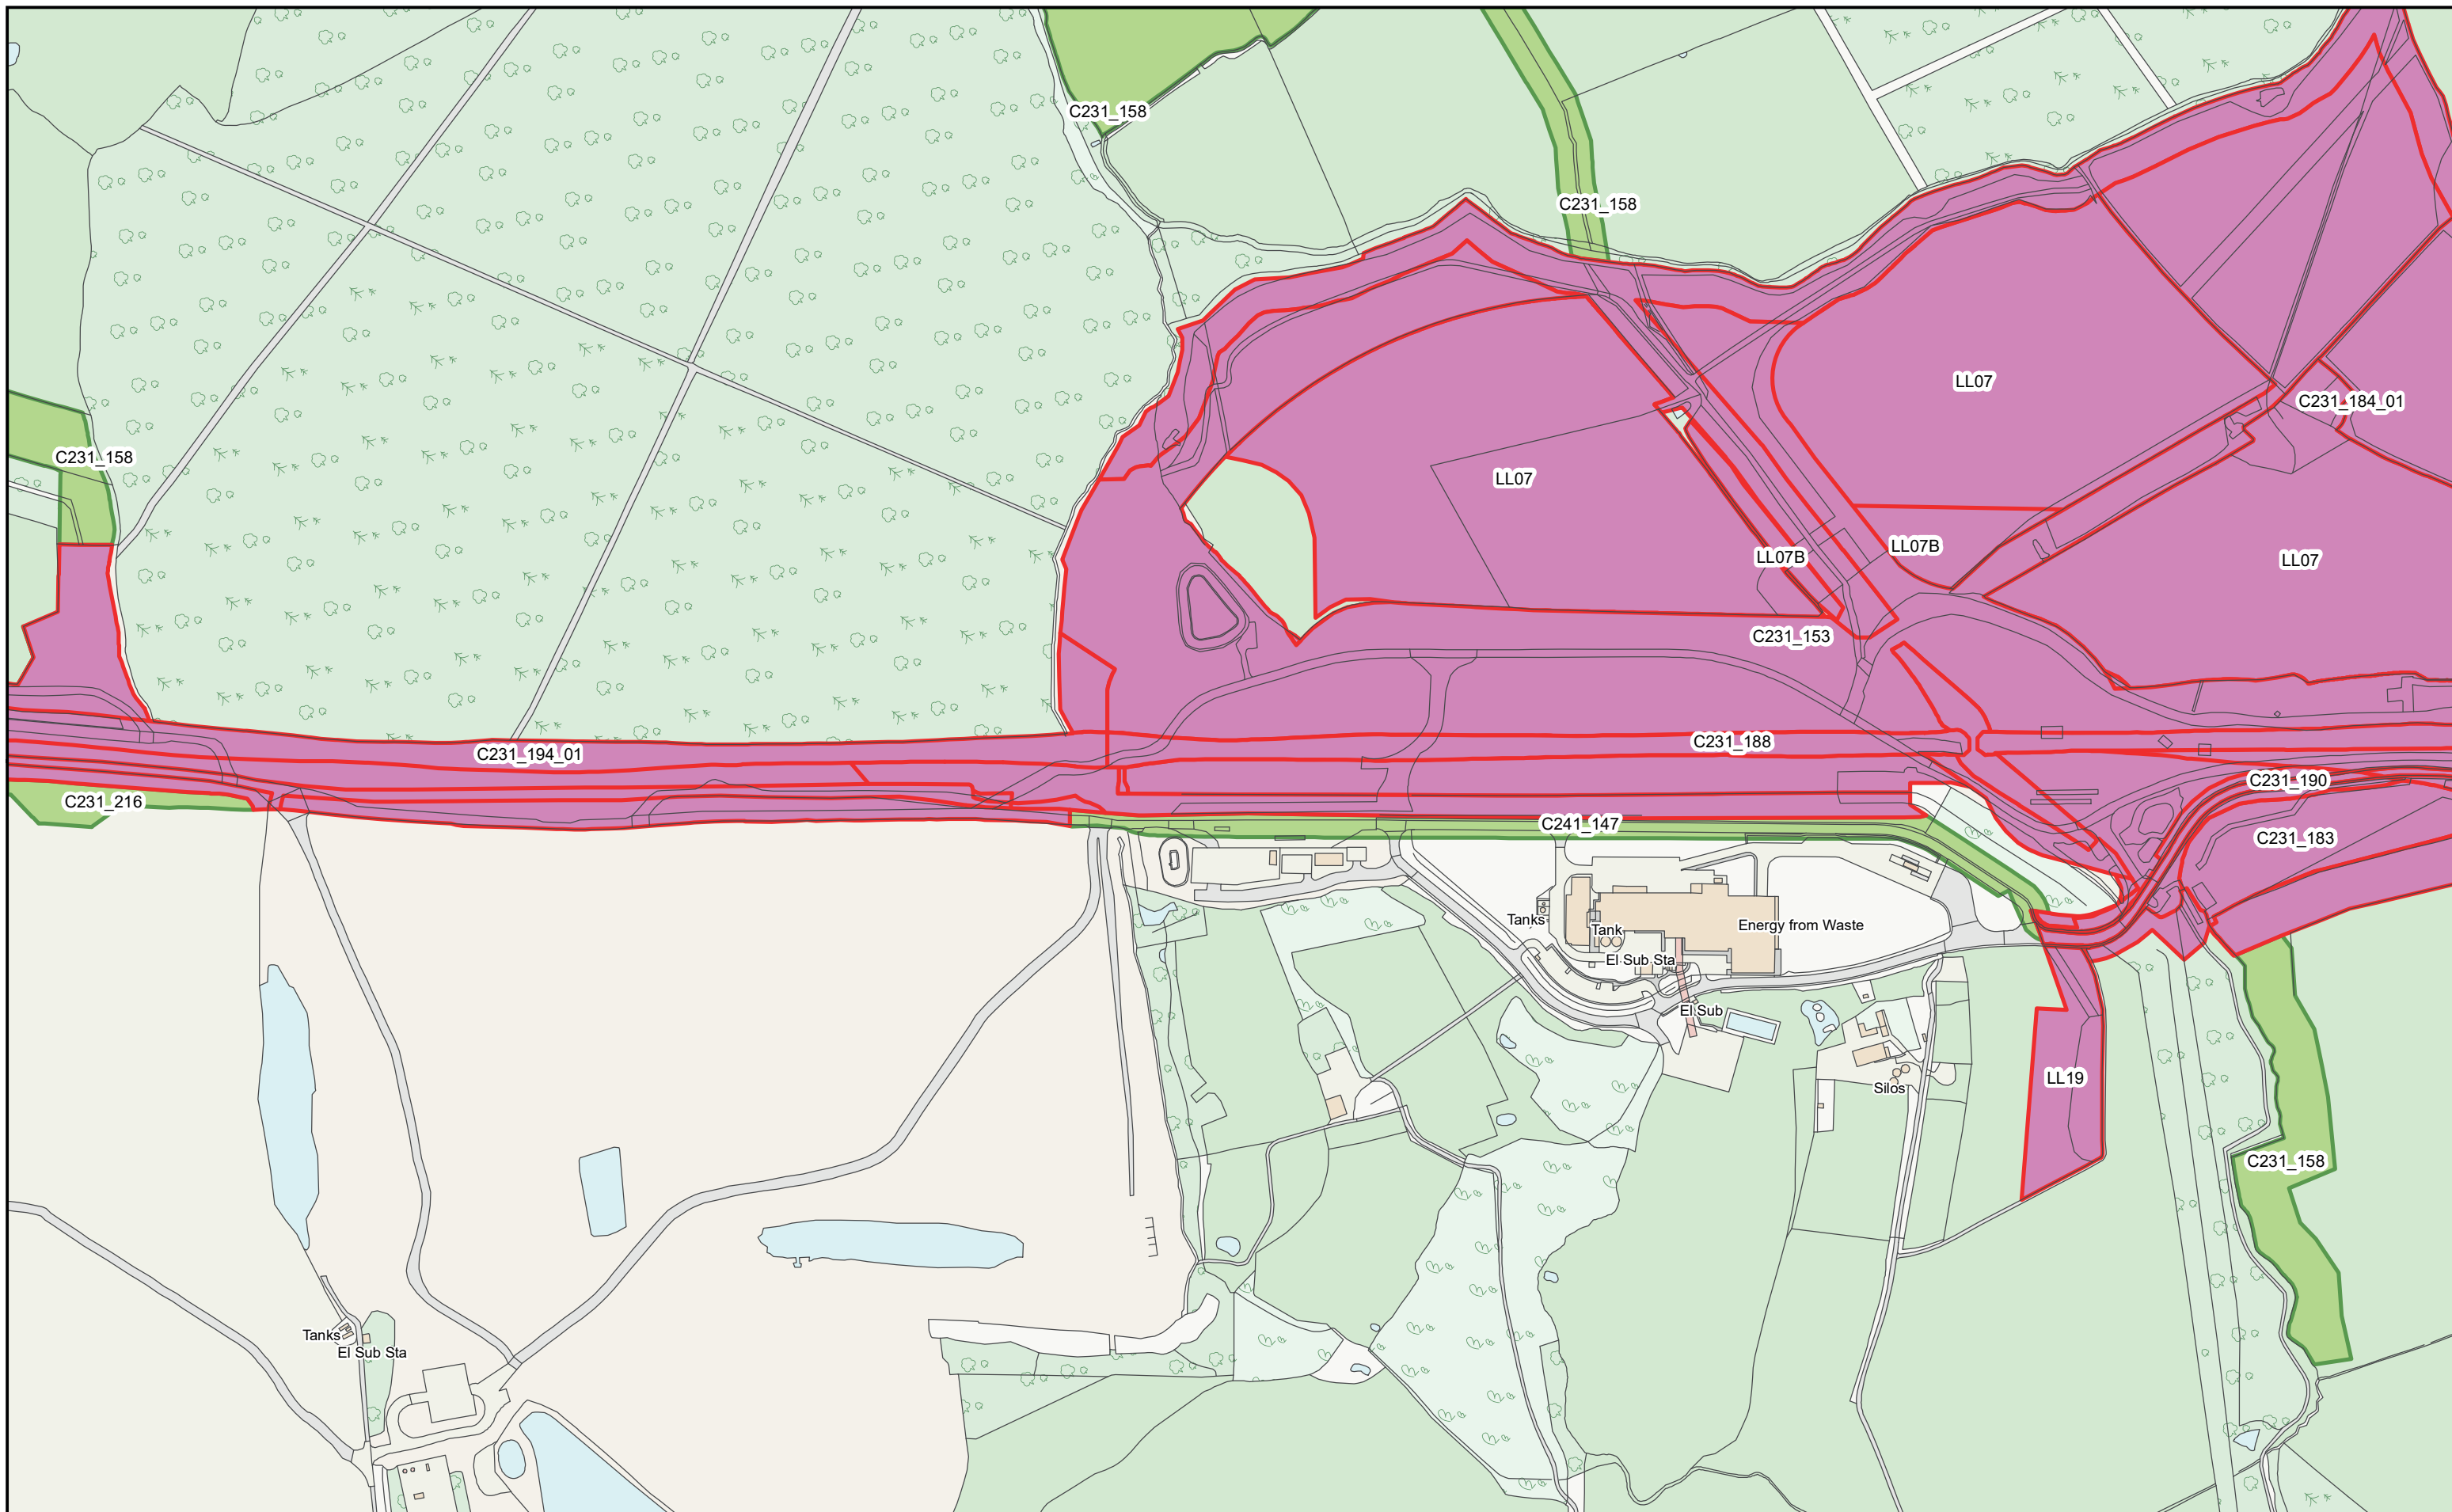 C231_158
C231_158
LL07
C231_184_01
C231_158
LL07
LL07B
LL07B
LL07
C231_153
C231_188
C231_194_01
C231_190
C231_216
C241_147
C231_183
Tanks
Energy from Waste
Tank
El Sub Sta
El Sub
LL19
Silos
C231_158
Tanks
El Sub Sta